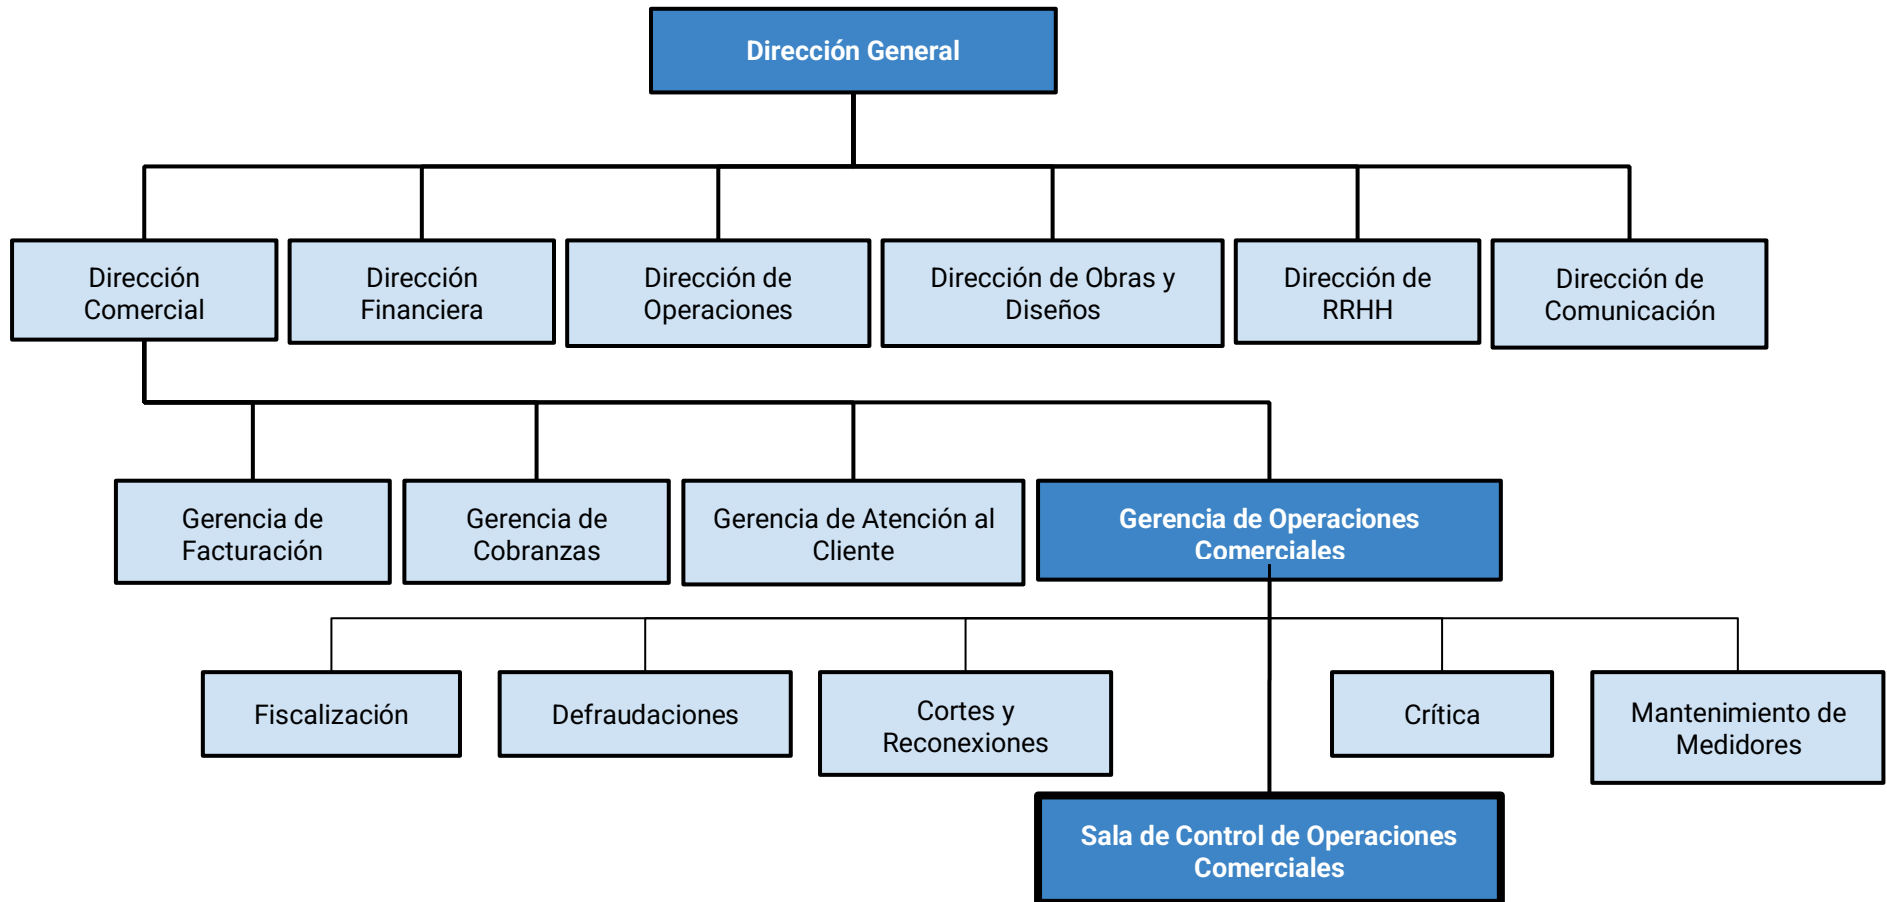 Dirección General
Dirección
Comercial
Dirección
Financiera
Dirección de
Operaciones
Dirección de Obras y
Diseños
Dirección de
RRHH
Dirección de
Comunicación
Gerencia de
Facturación
Gerencia de
Cobranzas
Gerencia de Atención al
Cliente
Gerencia de Operaciones
Comerciales
Fiscalización
Defraudaciones
Cortes y
Reconexiones
Crítica
Mantenimiento de
Medidores
Sala de Control de Operaciones
Comerciales